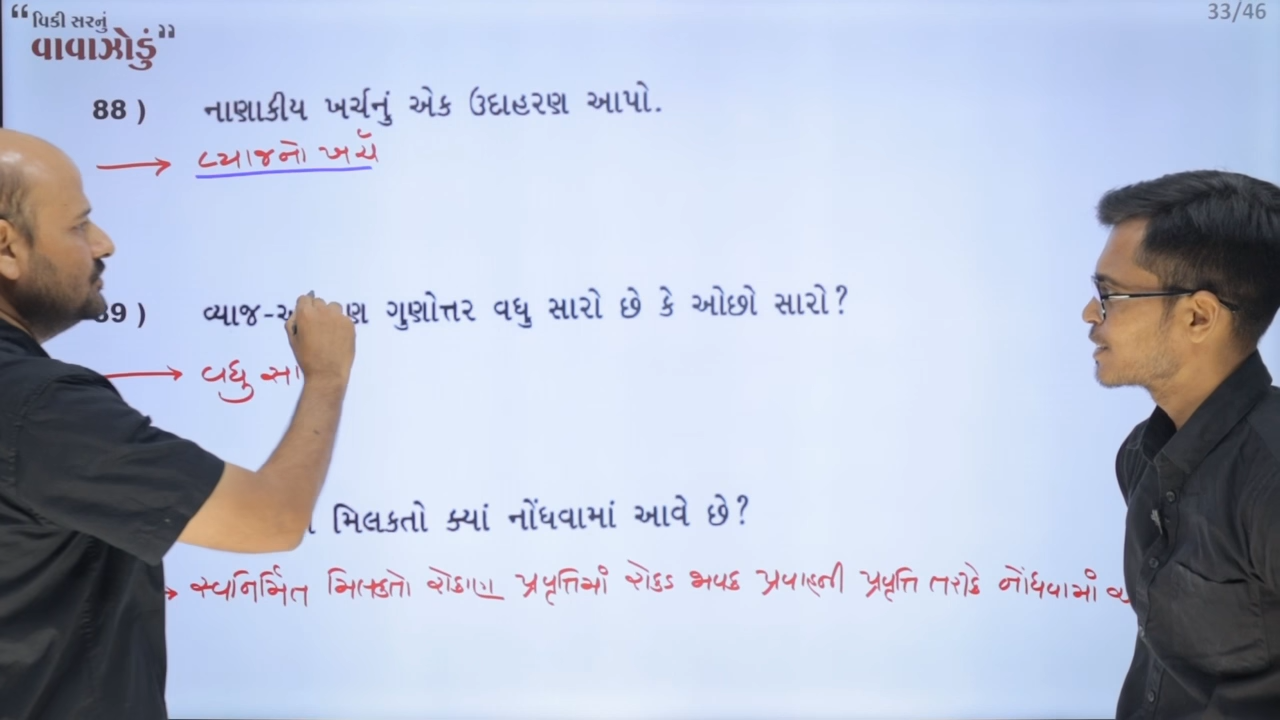 33/46
“વિકી સરનું
વાવાઝોડું”
88 ) નાણાકીય ખર્ચનું એક ઉદાહરણ આપો.
વ્યાજનો ખર્ચ
89 ) વ્યાજ- ગુણોત્તર વધુ સારો છે કે ઓછો સારો?
વધુ સા
મિલકતો ક્યાં નોંધવામાં આવે છે?
સ્વનિર્મિત મિલકતો રોકાણ પ્રવૃત્તિમાં રોકડ જાવક પ્રવાહની પ્રવૃત્તિ તરીકે નોંધવામાં